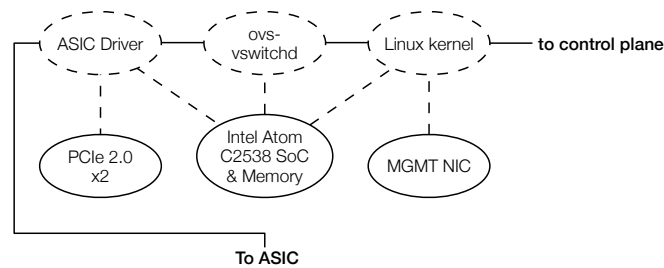 ASIC Driver
ovs-
vswitchd
Linux kernel
to control plane
PCIe 2.0
x2
Intel Atom
C2538 SoC
& Memory
MGMT NIC
To ASIC